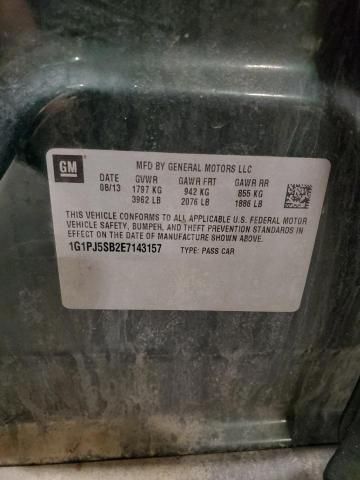 GM MFD BY GENERAL MOTORS LLC
DATE GVWR GAWR FRT GAWR RR
08/13 1797 KG 942 KG 855 KG
3962 LB 2076 LB 1886 LB
THIS VEHICLE CONFORMS TO ALL APPLICABLE U.S. FEDERAL MOTOR
VEHICLE SAFETY, BUMPER, AND THEFT PREVENTION STANDARDS IN
EFFECT ON THE DATE OF MANUFACTURE SHOWN ABOVE.
1G1PJ5SB2E7143157 TYPE: PASS CAR